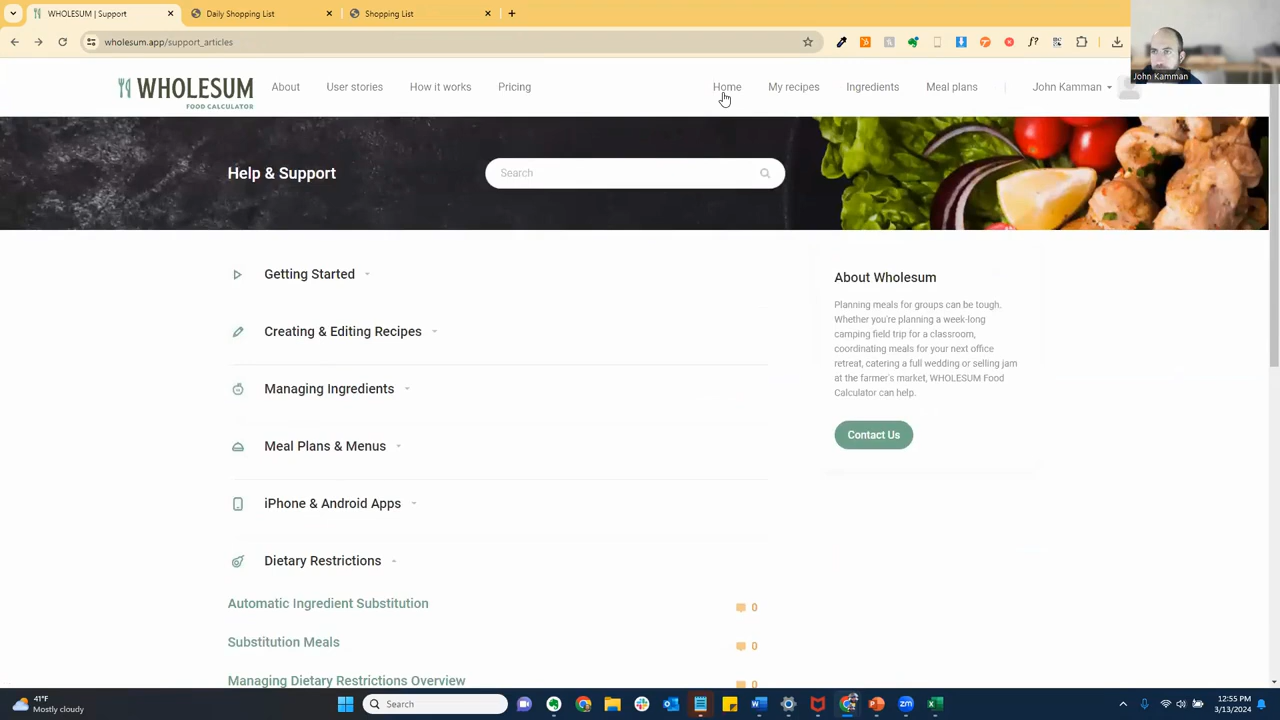 WHOLESUM | Support
Daily Shopping List
Shopping List
wholesum.app/support_articles
John Kamman
WHOLESUM
FOOD CALCULATOR
About
User stories
How it works
Pricing
Home
My recipes
Ingredients
Meal plans
John Kamman
Help & Support
Search
Getting Started
Creating & Editing Recipes
Managing Ingredients
Meal Plans & Menus
iPhone & Android Apps
Dietary Restrictions
Automatic Ingredient Substitution
0
Substitution Meals
0
Managing Dietary Restrictions Overview
0
About Wholesum
Planning meals for groups can be tough.
Whether you're planning a week-long
camping field trip for a classroom,
coordinating meals for your next office
retreat, catering a full wedding or selling jam
at the farmer's market, WHOLESUM Food
Calculator can help.
Contact Us
41°F
Mostly cloudy
Search
12:55 PM
3/13/2024